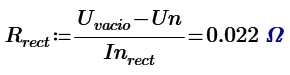 R_rect := (U_vacio − Un) / In_rect = 0.022 Ω